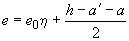 e = e₀η + (h − a′ − a)/2